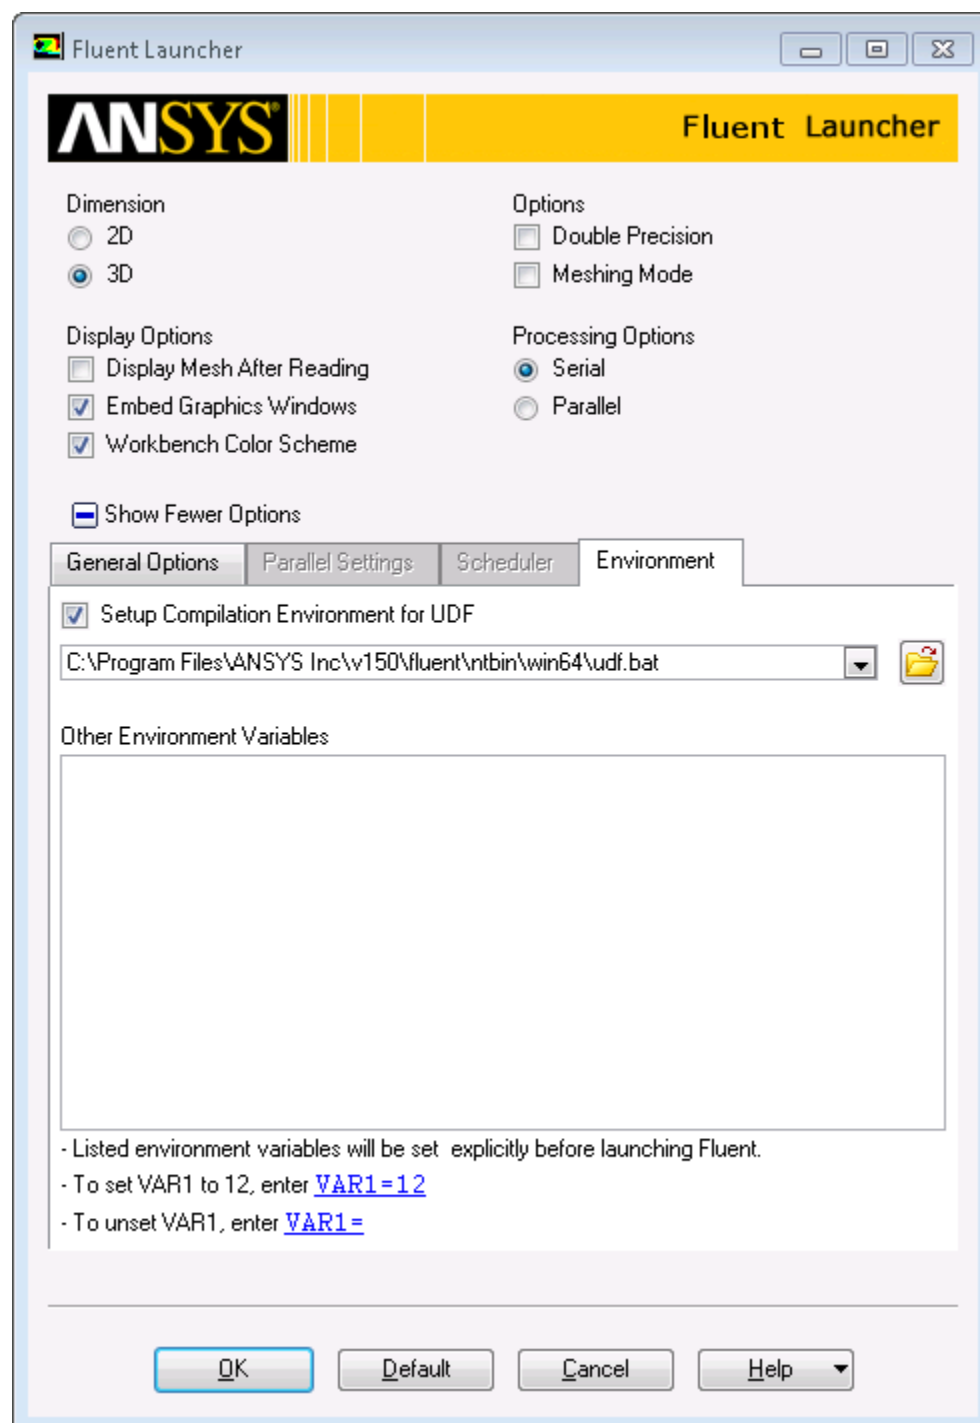 Fluent Launcher
ANSYS®
Fluent Launcher
Dimension
2D
3D
Options
Double Precision
Meshing Mode
Display Options
Display Mesh After Reading
Embed Graphics Windows
Workbench Color Scheme
Processing Options
Serial
Parallel
Show Fewer Options
General Options Parallel Settings Scheduler Environment
Setup Compilation Environment for UDF
C:\Program Files\ANSYS Inc\v150\fluent\ntbin\win64\udf.bat
Other Environment Variables
- Listed environment variables will be set  explicitly before launching Fluent.
- To set VAR1 to 12, enter VAR1=12
- To unset VAR1, enter VAR1=
OK Default Cancel Help